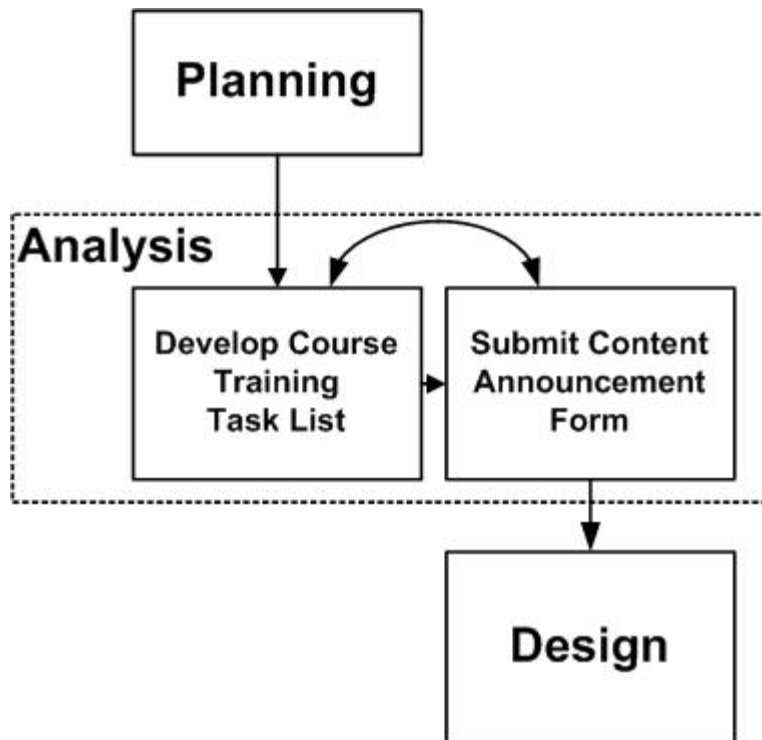 Planning
Analysis
Develop Course
Training
Task List
Submit Content
Announcement
Form
Design